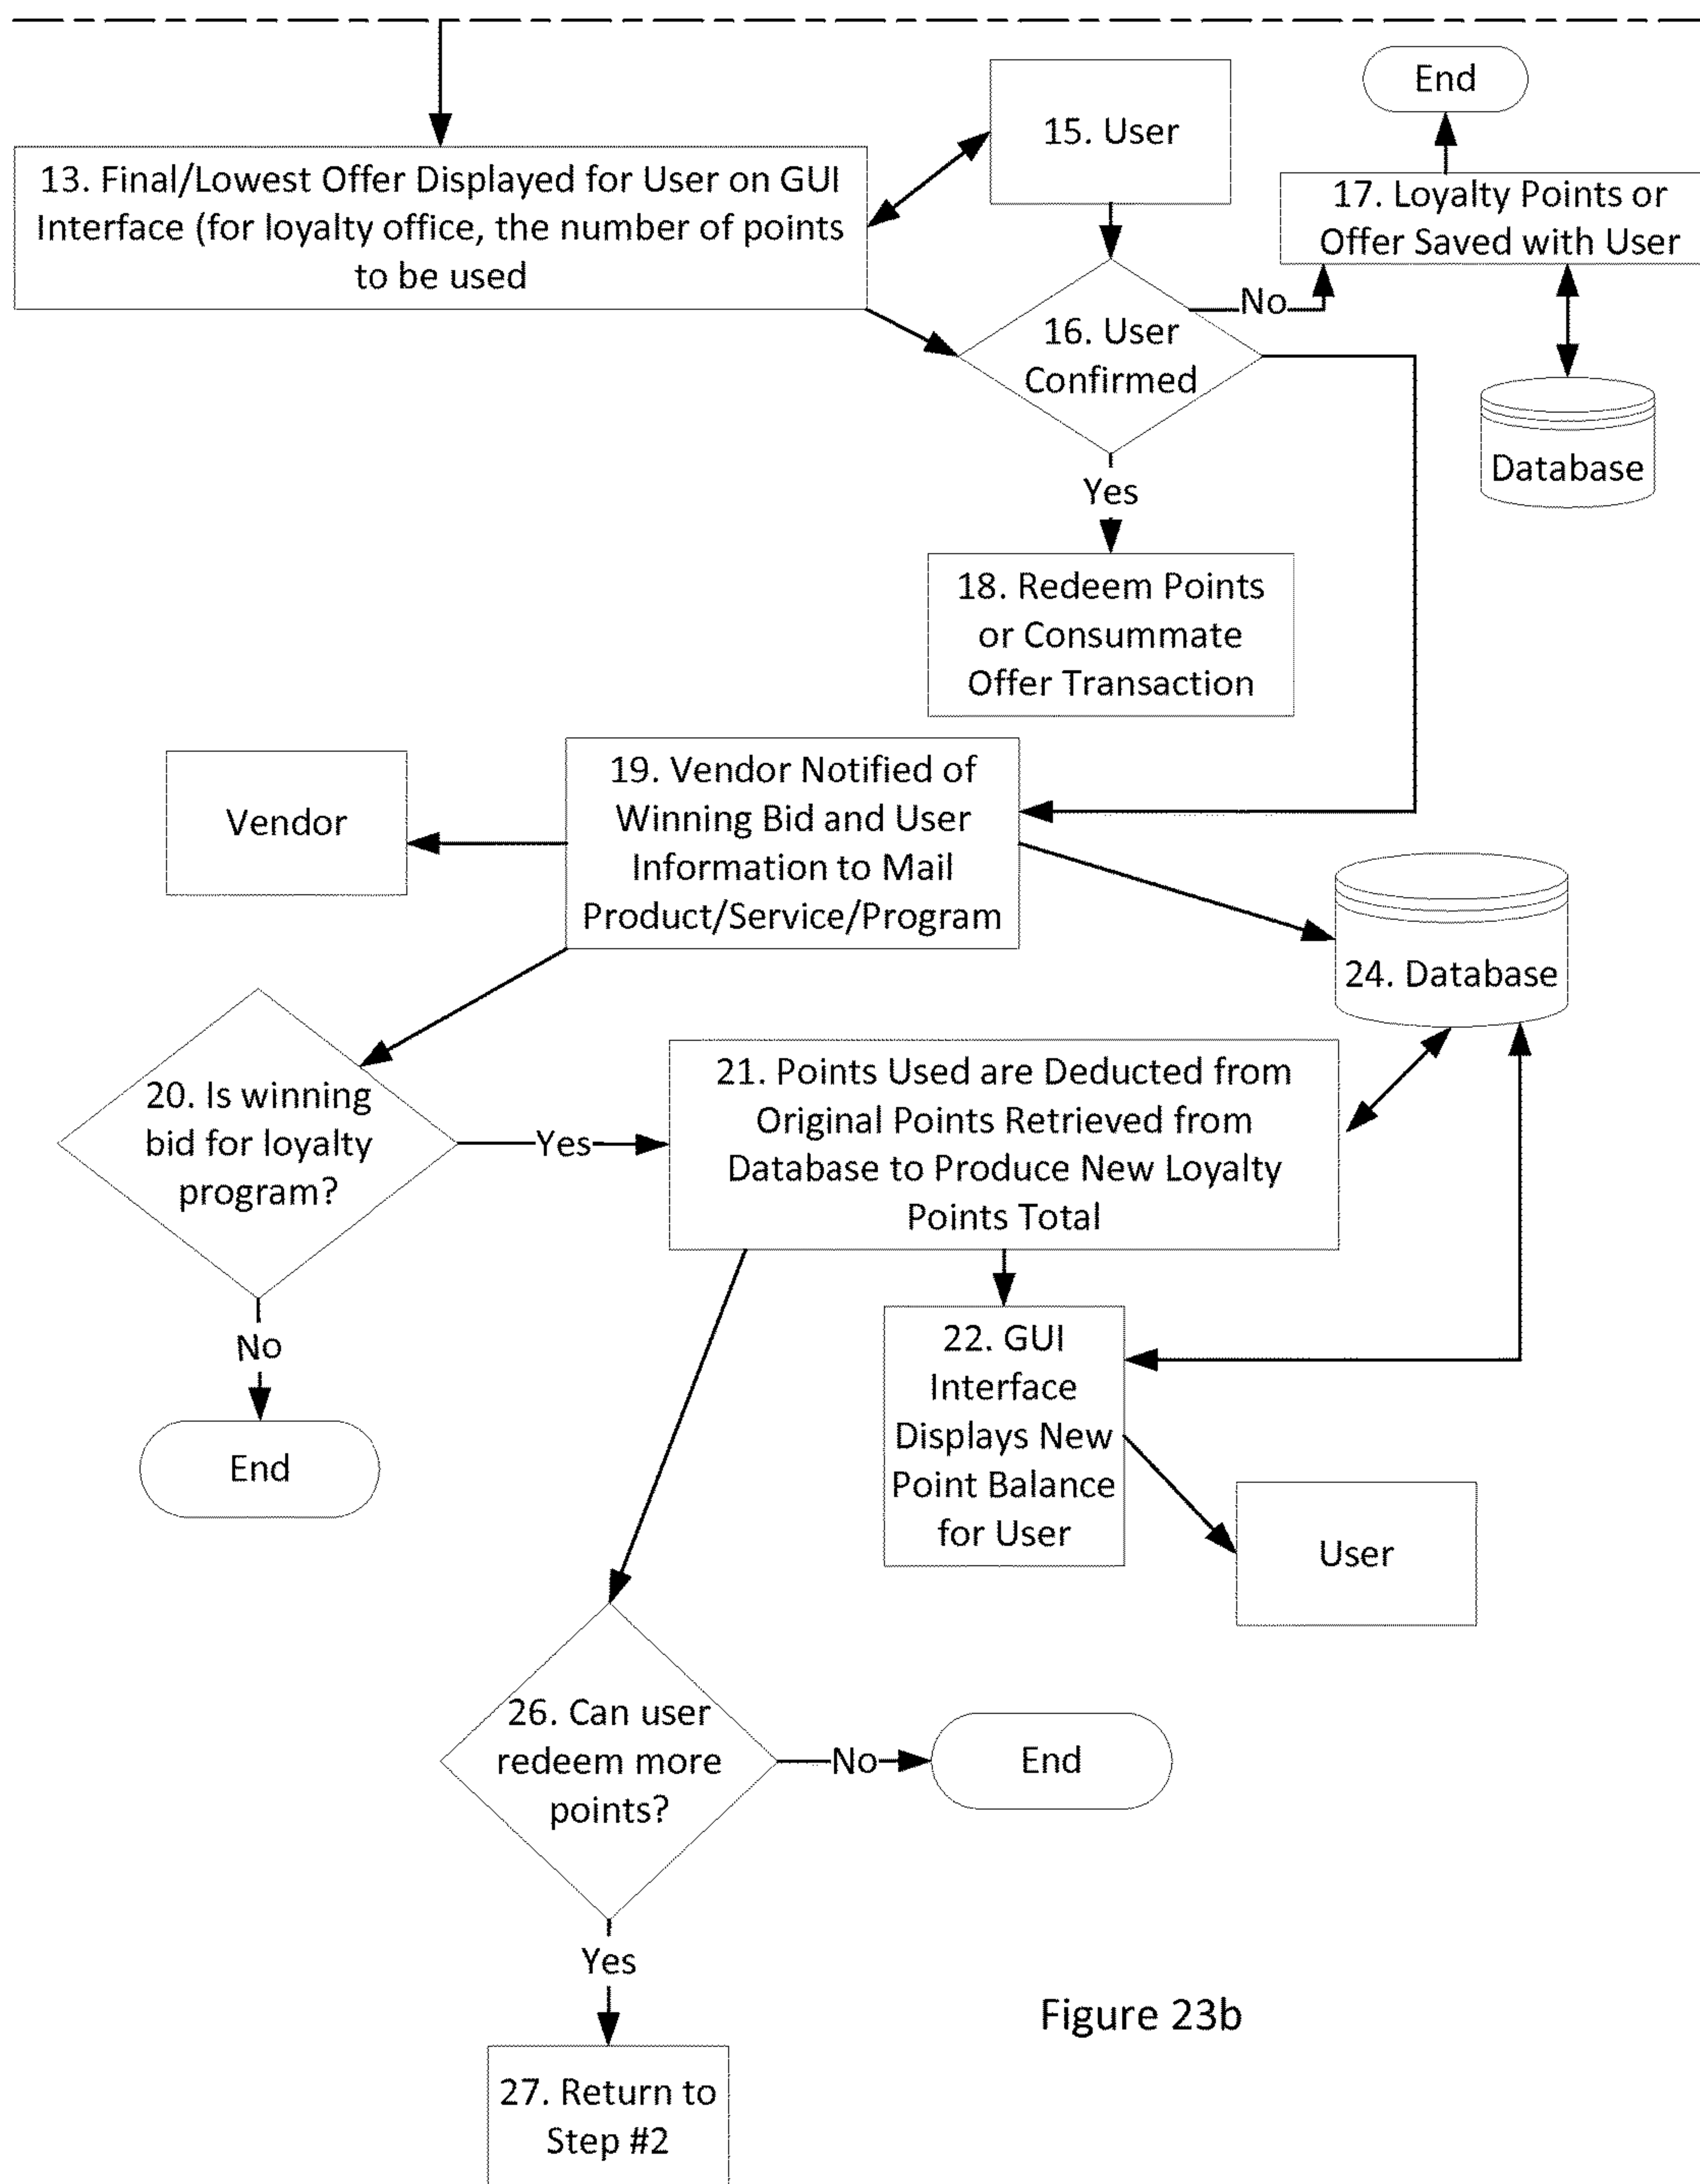 End
15. User
13. Final/Lowest Offer Displayed for User on GUI
Interface (for loyalty office, the number of points
to be used
17. Loyalty Points or
Offer Saved with User
No
16. User
Confirmed
Database
Yes
18. Redeem Points
or Consummate
Offer Transaction
Vendor
19. Vendor Notified of
Winning Bid and User
Information to Mail
Product/Service/Program
24. Database
20. Is winning
bid for loyalty
program?
Yes
21. Points Used are Deducted from
Original Points Retrieved from
Database to Produce New Loyalty
Points Total
No
End
22. GUI
Interface
Displays New
Point Balance
for User
User
26. Can user
redeem more
points?
No
End
Yes
27. Return to
Step #2
Figure 23b